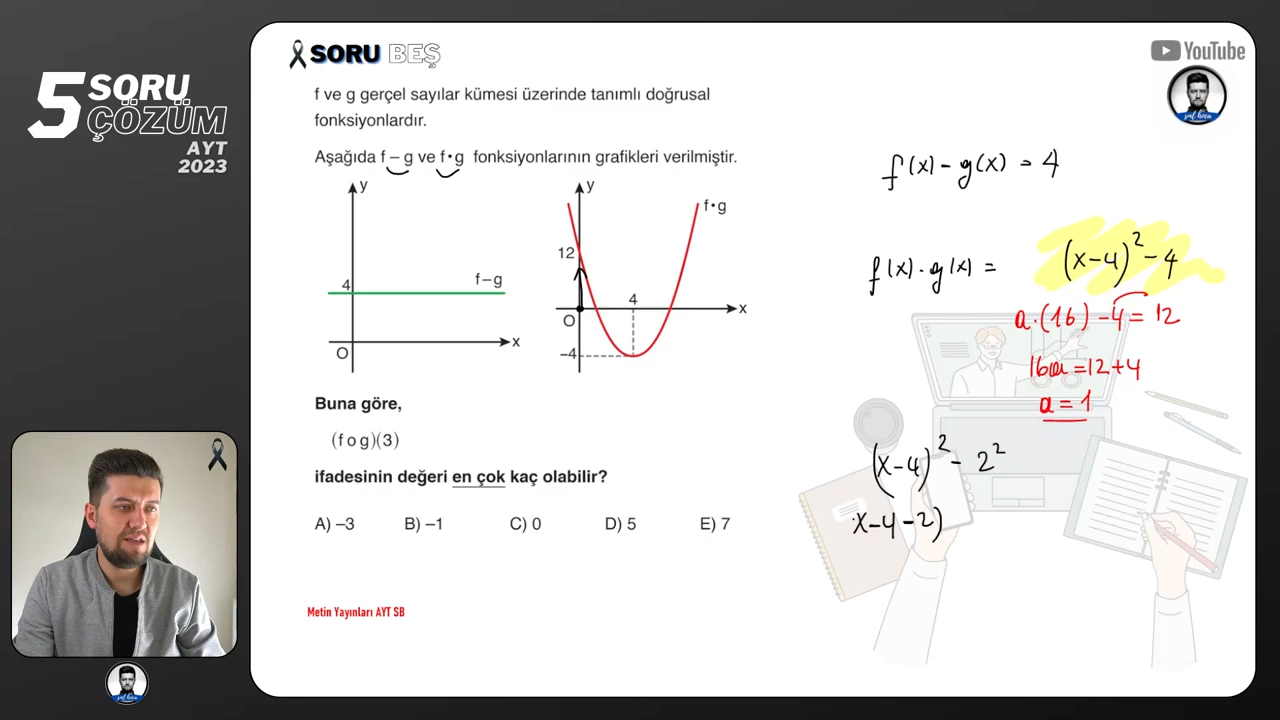 5 SORU
ÇÖZÜM
AYT
2023
SORU BEŞ
YouTube
f ve g gerçel sayılar kümesi üzerinde tanımlı doğrusal
fonksiyonlardır.
Aşağıda f – g ve f•g fonksiyonlarının grafikleri verilmiştir.
y
4
f–g
O
x
y
f•g
12
4
O
x
–4
Buna göre,
(f o g)(3)
ifadesinin değeri en çok kaç olabilir?
A) –3 B) –1 C) 0 D) 5 E) 7
Metin Yayınları AYT SB
f(x) - g(x) = 4
f(x) . g(x) = (x-4)² - 4
a.(16) - 4 = 12
16a = 12+4
a = 1
(x-4)² - 2²
x-4-2)